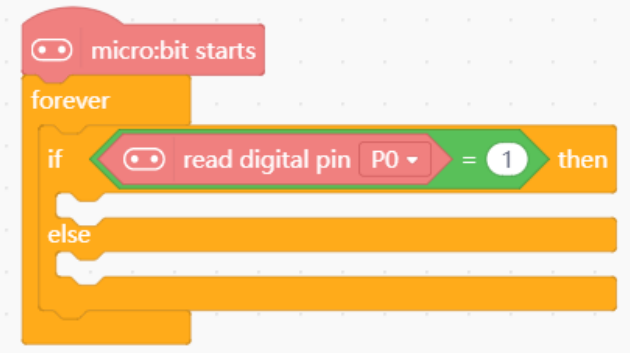 micro:bit starts
forever
if read digital pin P0 = 1 then
else